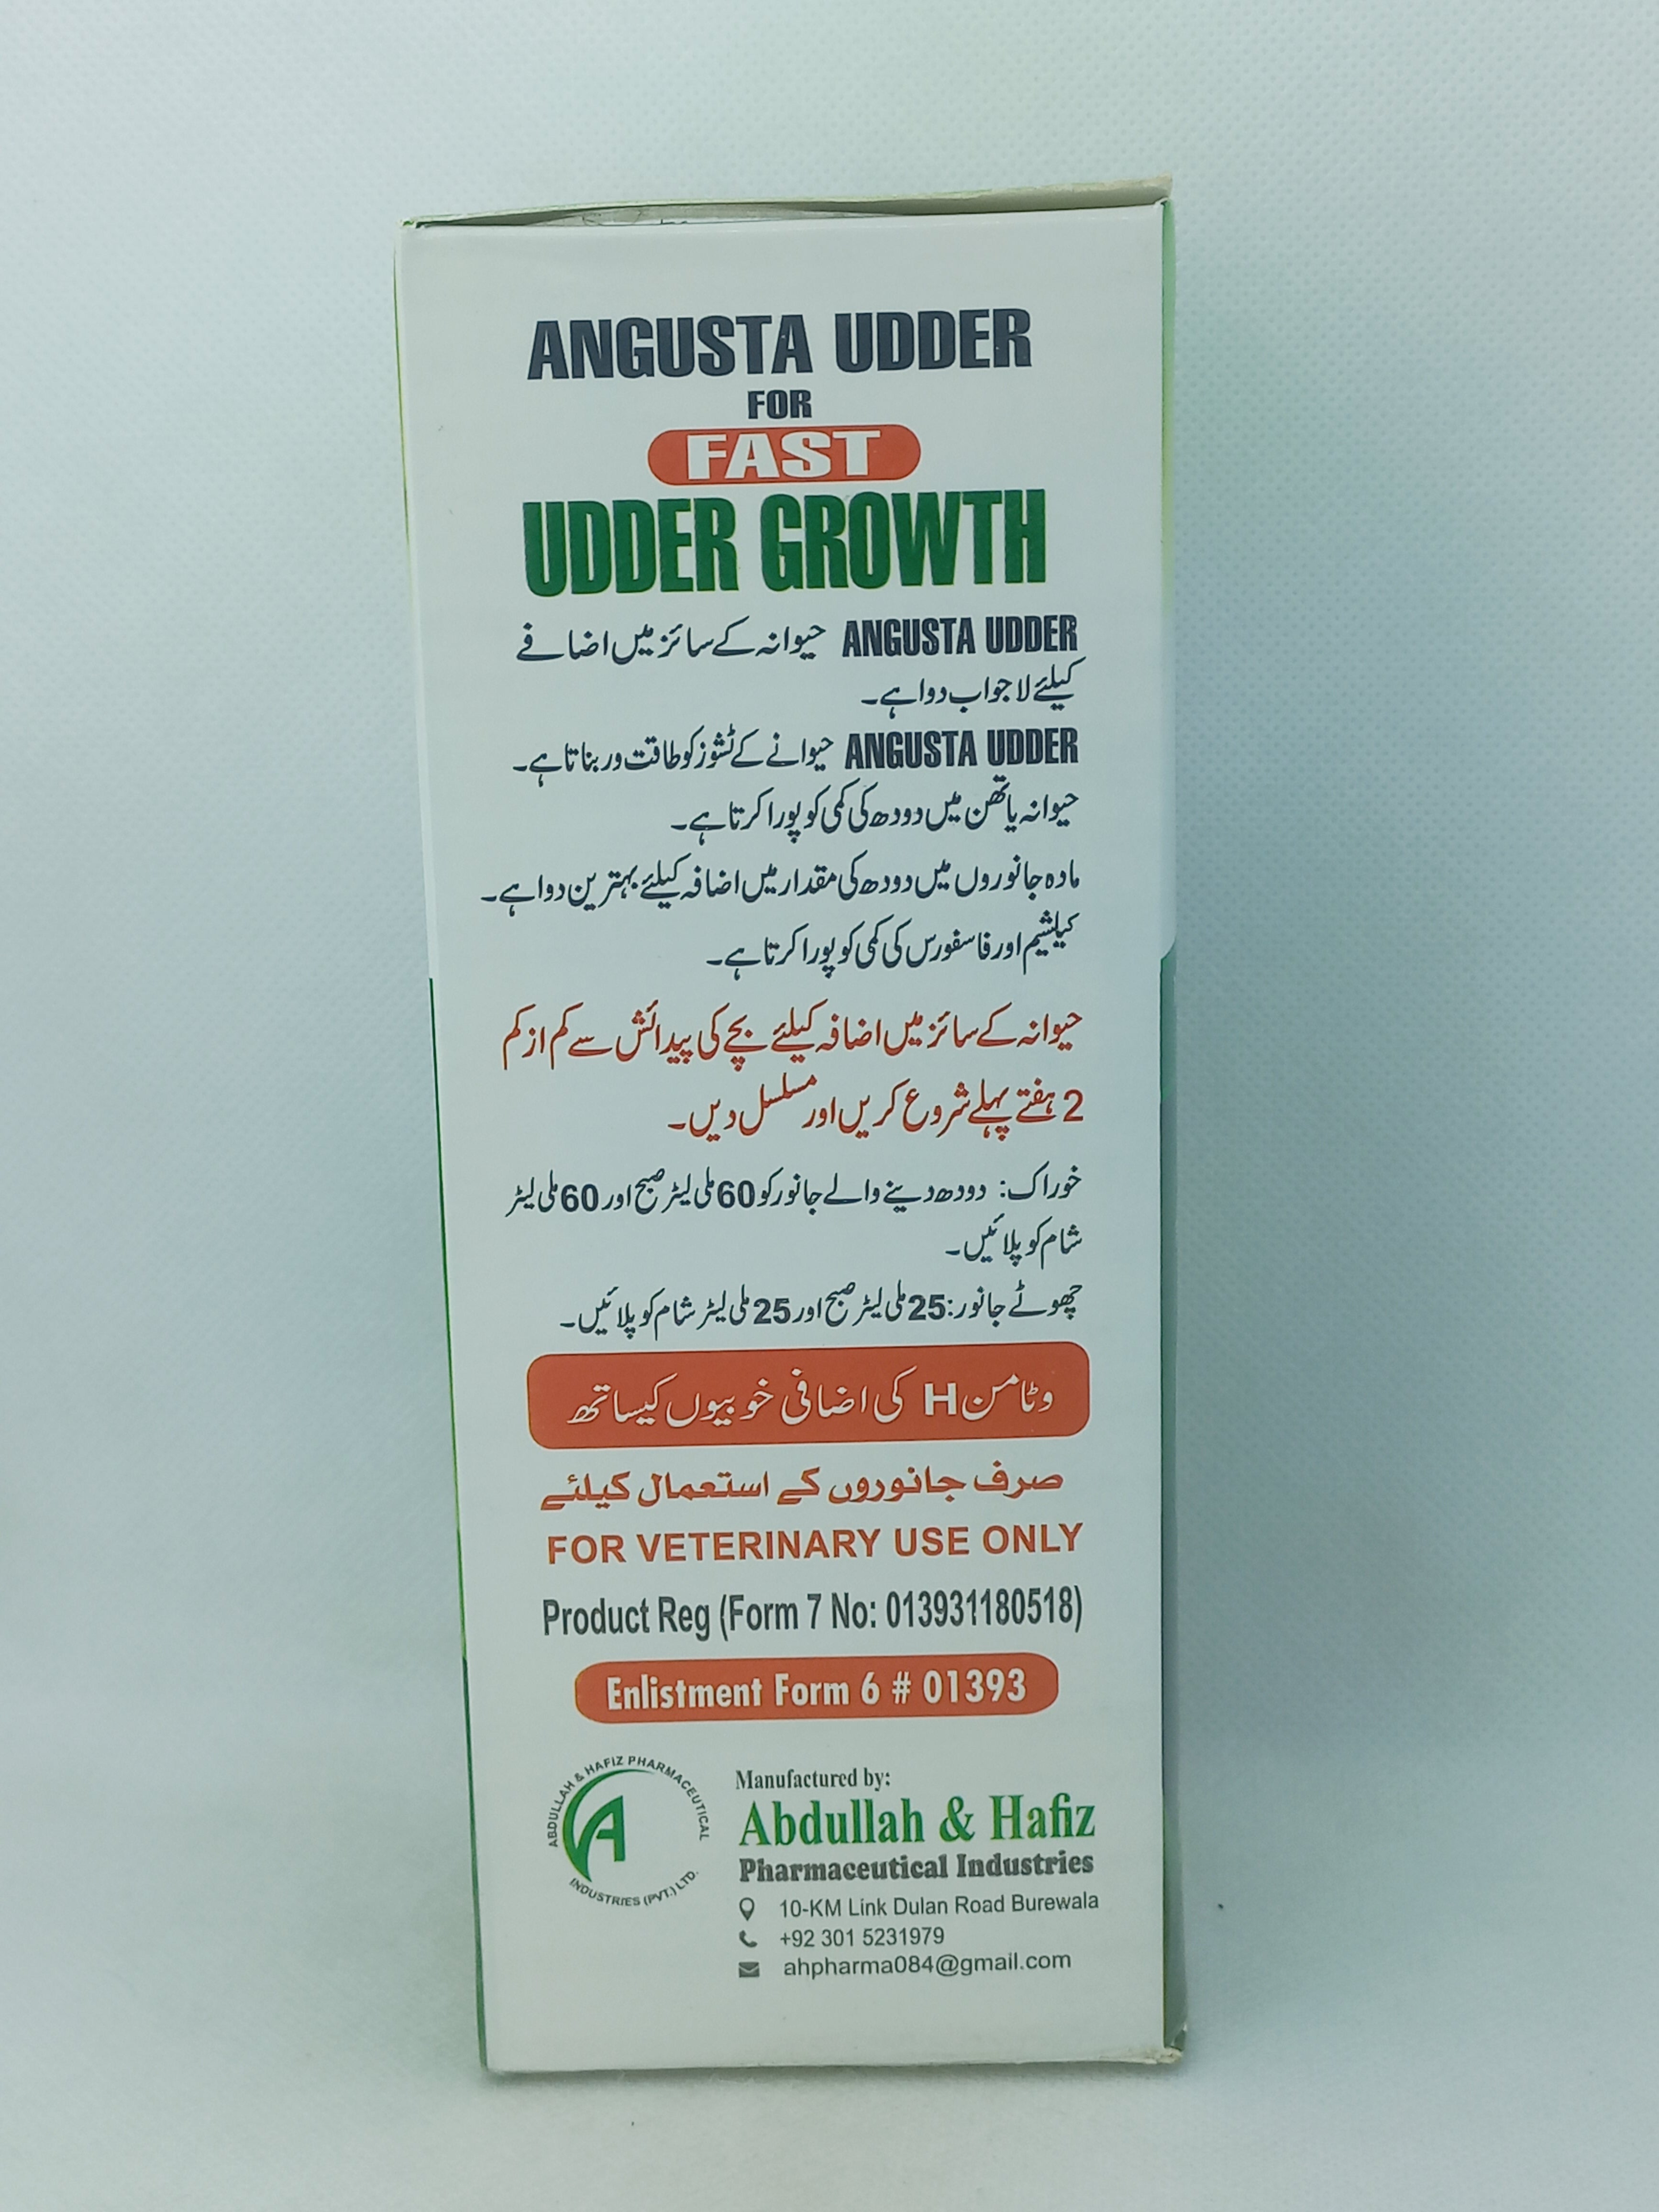 ANGUSTA UDDER
FOR
FAST
UDDER GROWTH
ANGUSTA UDDER حیوانہ کے سائز میں اضافے
کیلئے لاجواب دوا ہے۔
ANGUSTA UDDER حیوانے کے ٹشوز کو طاقت ور بناتا ہے۔
حیوانہ یا تھن میں دودھ کی کمی کو پورا کرتا ہے۔
مادہ جانوروں میں دودھ کی مقدار میں اضافہ کیلئے بہترین دوا ہے۔
کیلشیم اور فاسفورس کی کمی کو پورا کرتا ہے۔
حیوانہ کے سائز میں اضافہ کیلئے بچے کی پیدائش سے کم از کم
2 ہفتے پہلے شروع کریں اور مسلسل دیں۔
خوراک: دودھ دینے والے جانور کو 60 ملی لیٹر صبح اور 60 ملی لیٹر
شام کو پلائیں۔
چھوٹے جانور: 25 ملی لیٹر صبح اور 25 ملی لیٹر شام کو پلائیں۔
وٹامن H کی اضافی خوبیوں کیساتھ
صرف جانوروں کے استعمال کیلئے
FOR VETERINARY USE ONLY
Product Reg (Form 7 No: 013931180518)
Enlistment Form 6 # 01393
ABDULLAH & HAFIZ PHARMACEUTICAL
INDUSTRIES (PVT.) LTD.
Manufactured by:
Abdullah & Hafiz
Pharmaceutical Industries
10-KM Link Dulan Road Burewala
+92 301 5231979
ahpharma084@gmail.com